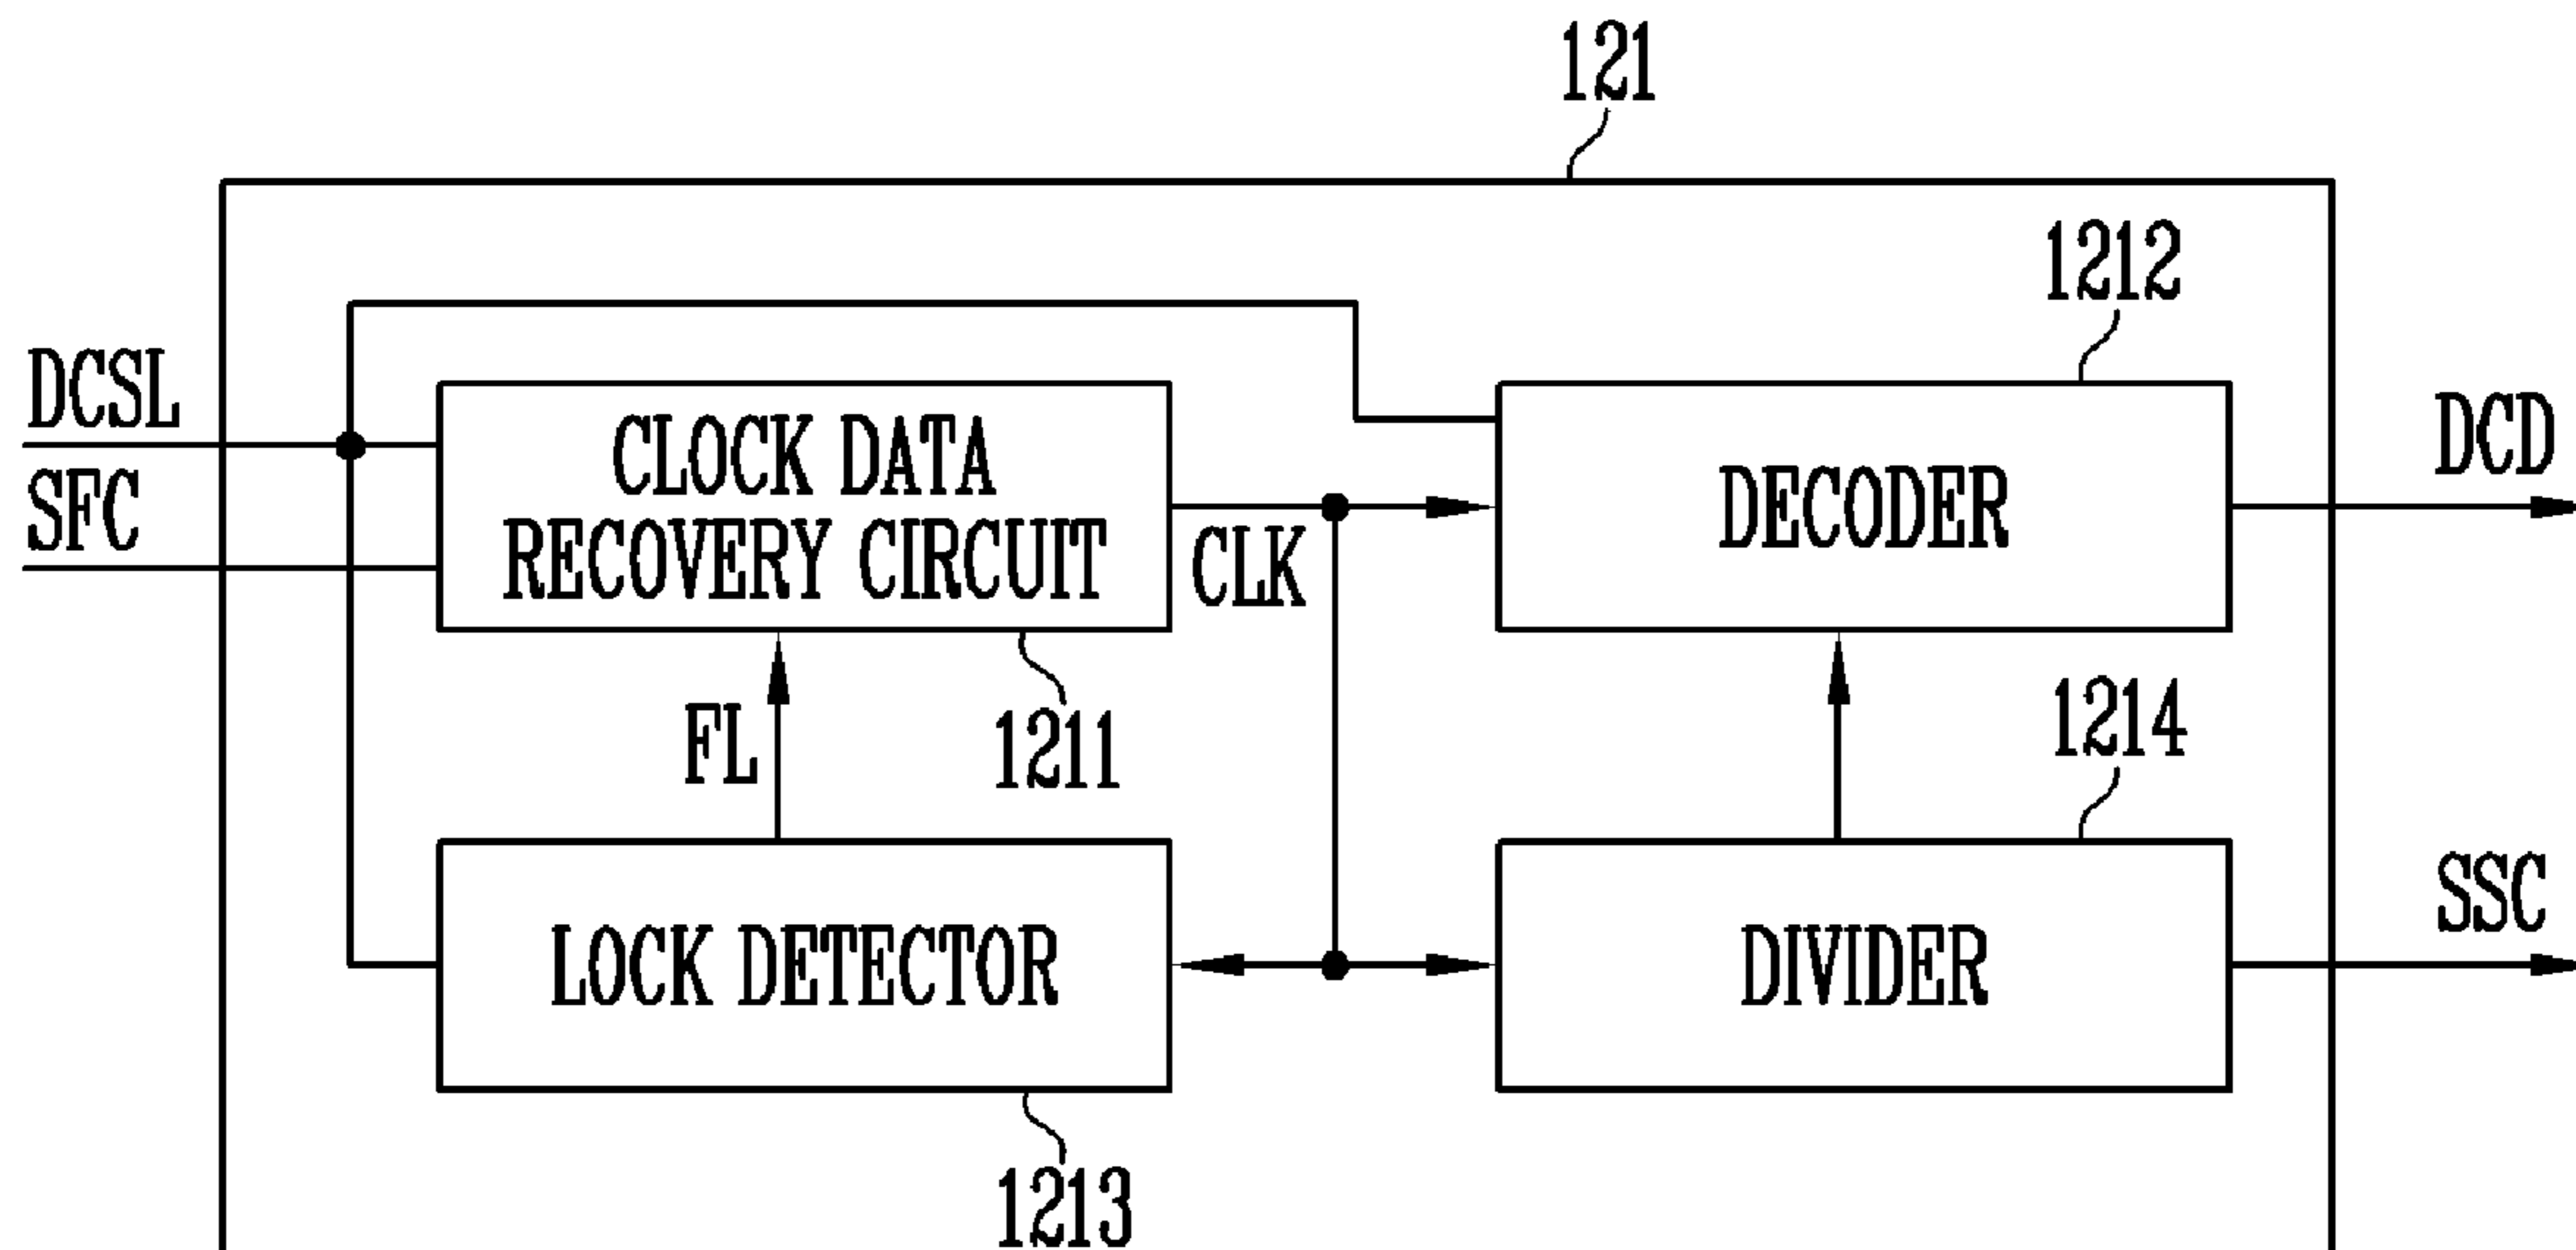 121
1212
DCSL
SFC
CLOCK DATA
RECOVERY CIRCUIT
CLK
DECODER
DCD
FL
1211
1214
LOCK DETECTOR
DIVIDER
SSC
1213